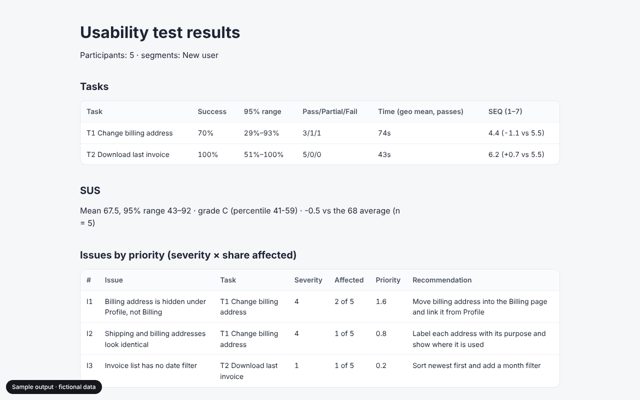 Usability test results
Participants: 5 · segments: New user
Tasks
Task Success 95% range Pass/Partial/Fail Time (geo mean, passes) SEQ (1–7)
T1 Change billing address 70% 29%–93% 3/1/1 74s 4.4 (-1.1 vs 5.5)
T2 Download last invoice 100% 51%–100% 5/0/0 43s 6.2 (+0.7 vs 5.5)
SUS
Mean 67.5, 95% range 43–92 · grade C (percentile 41-59) · -0.5 vs the 68 average (n
= 5)
Issues by priority (severity × share affected)
# Issue Task Severity Affected Priority Recommendation
I1 Billing address is hidden under T1 Change billing 4 2 of 5 1.6 Move billing address into the Billing page
Profile, not Billing address and link it from Profile
I2 Shipping and billing addresses T1 Change billing 4 1 of 5 0.8 Label each address with its purpose and
look identical address show where it is used
I3 Invoice list has no date filter T2 Download last 1 1 of 5 0.2 Sort newest first and add a month filter
invoice
Sample output · fictional data